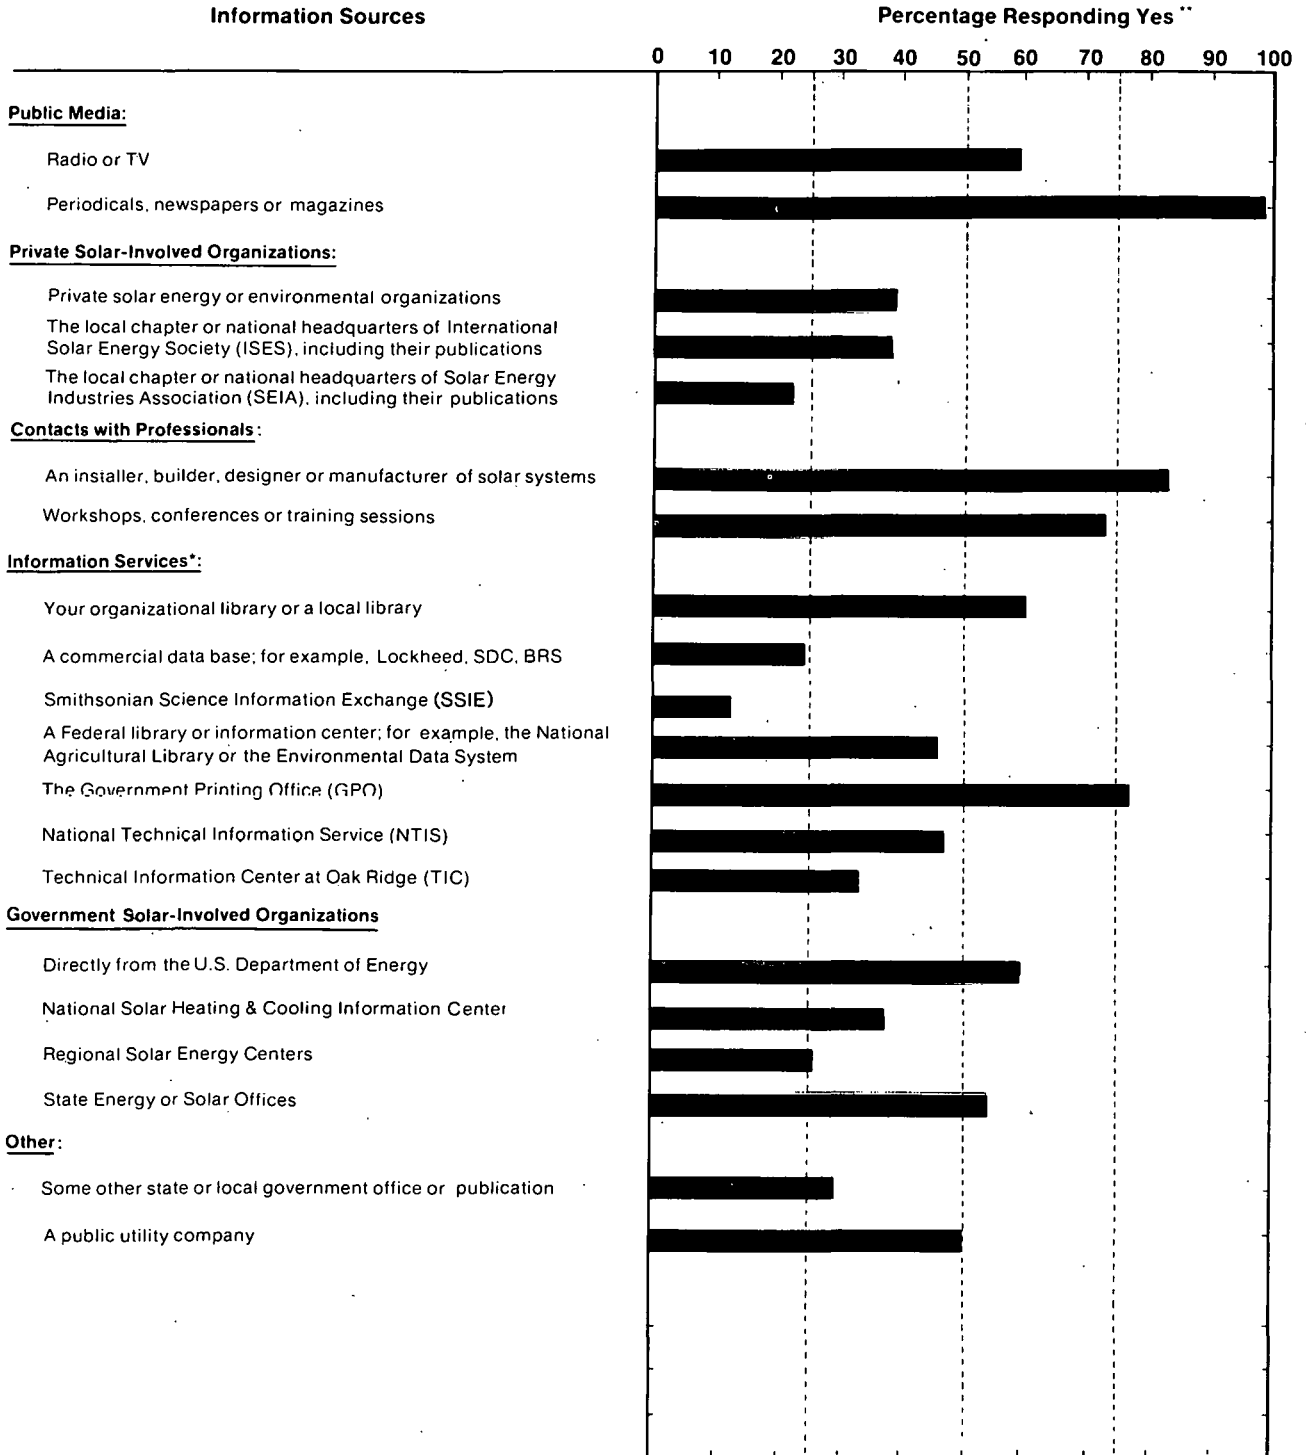 Information Sources
Percentage Responding Yes **
0 10 20 30 40 50 60 70 80 90 100
Public Media:
Radio or TV
Periodicals, newspapers or magazines
Private Solar-Involved Organizations:
Private solar energy or environmental organizations
The local chapter or national headquarters of International
Solar Energy Society (ISES), including their publications
The local chapter or national headquarters of Solar Energy
Industries Association (SEIA), including their publications
Contacts with Professionals:
An installer, builder, designer or manufacturer of solar systems
Workshops, conferences or training sessions
Information Services*:
Your organizational library or a local library
A commercial data base; for example, Lockheed, SDC, BRS
Smithsonian Science Information Exchange (SSIE)
A Federal library or information center; for example, the National
Agricultural Library or the Environmental Data System
The Government Printing Office (GPO)
National Technical Information Service (NTIS)
Technical Information Center at Oak Ridge (TIC)
Government Solar-Involved Organizations
Directly from the U.S. Department of Energy
National Solar Heating & Cooling Information Center
Regional Solar Energy Centers
State Energy or Solar Offices
Other:
Some other state or local government office or publication
A public utility company